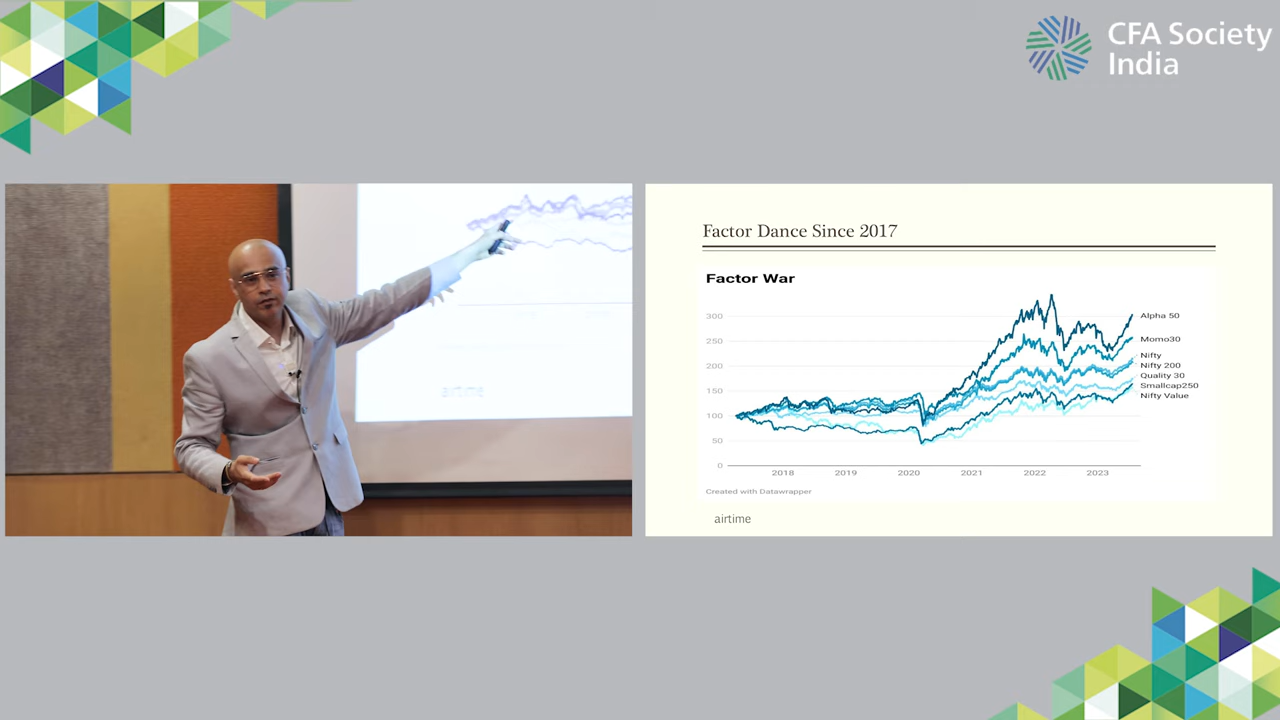 CFA Society
India
Factor Dance Since 2017
Factor War
300
250
200
150
100
50
0
Alpha 50
Momo30
Nifty
Nifty 200
Quality 30
Smallcap250
Nifty Value
2018 2019 2020 2021 2022 2023
Created with Datawrapper
airtime
airtime